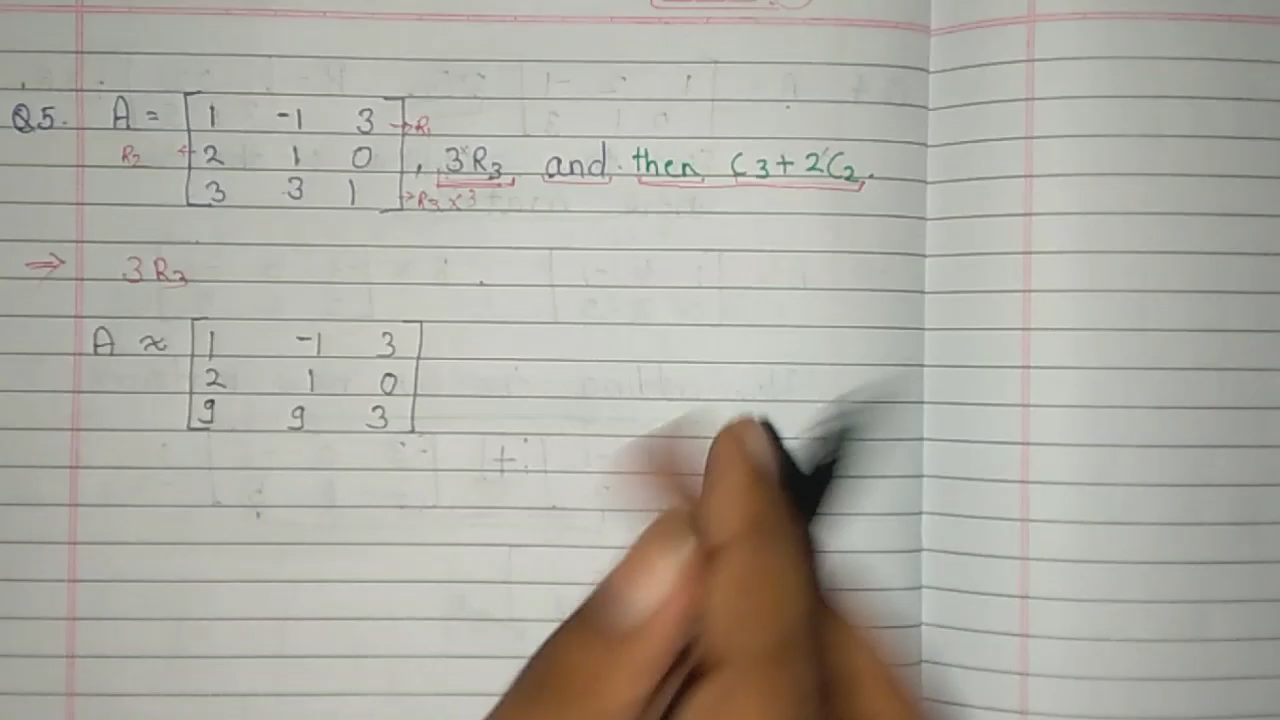 Q5. A = 1 -1 3 → R1
R2 ← 2 1 0 , 3R3 and then C3 + 2C2.
3 3 1 → R3 × 3
⇒ 3R3
A ≈ 1 -1 3
2 1 0
9 9 3